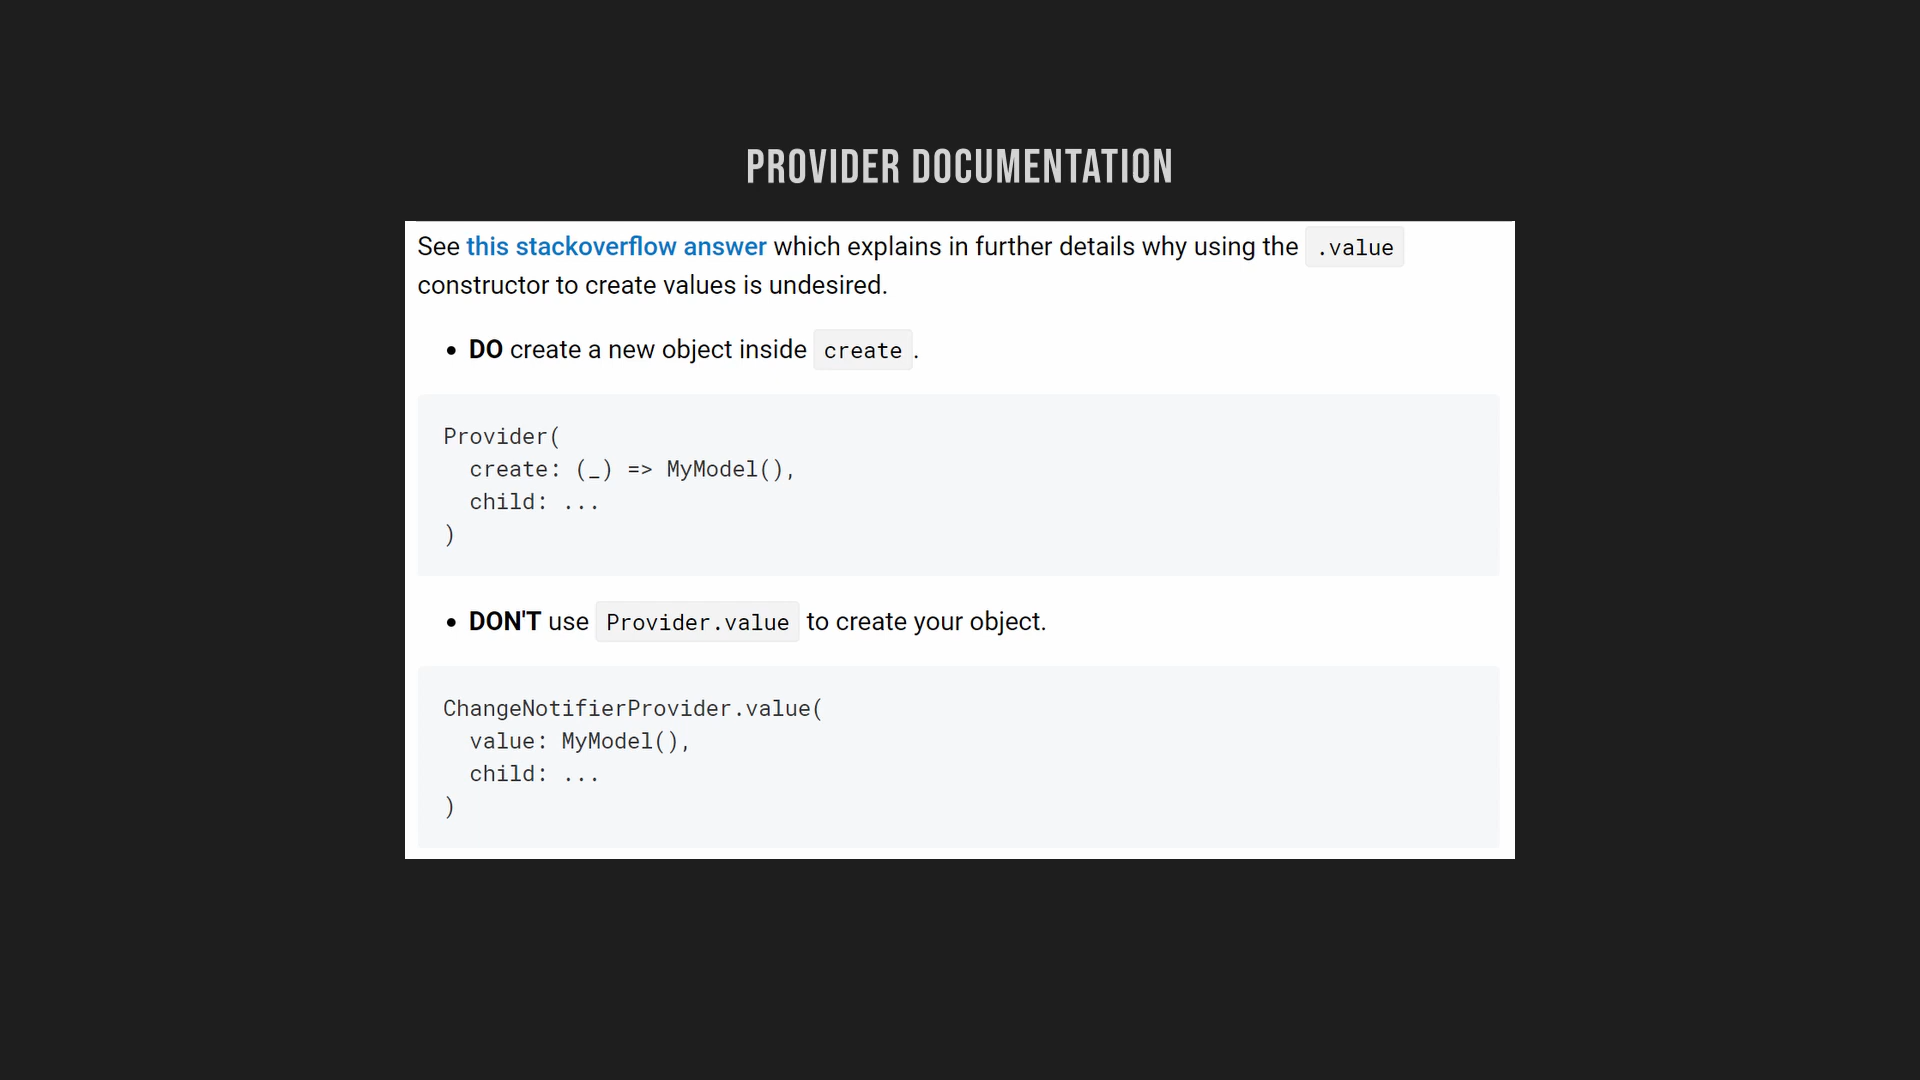 PROVIDER DOCUMENTATION
See this stackoverflow answer which explains in further details why using the .value
constructor to create values is undesired.
• DO create a new object inside create.
Provider(
  create: (_) => MyModel(),
  child: ...
)
• DON'T use Provider.value to create your object.
ChangeNotifierProvider.value(
  value: MyModel(),
  child: ...
)